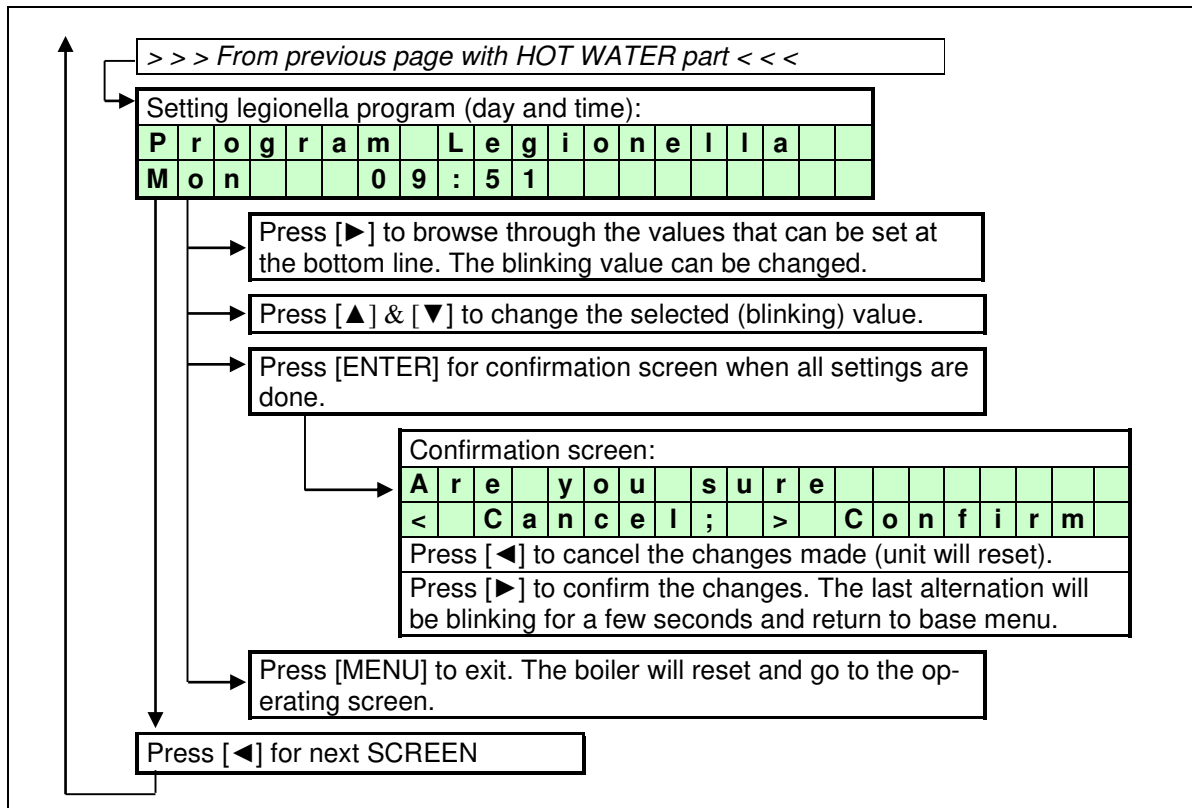 > > > From previous page with HOT WATER part < < <
Setting legionella program (day and time):
Program Legionella
Mon 09:51
Press [►] to browse through the values that can be set at
the bottom line. The blinking value can be changed.
Press [▲] & [▼] to change the selected (blinking) value.
Press [ENTER] for confirmation screen when all settings are
done.
Confirmation screen:
Are you sure
< Cancel; > Confirm
Press [◄] to cancel the changes made (unit will reset).
Press [►] to confirm the changes. The last alternation will
be blinking for a few seconds and return to base menu.
Press [MENU] to exit. The boiler will reset and go to the op-
erating screen.
Press [◄] for next SCREEN